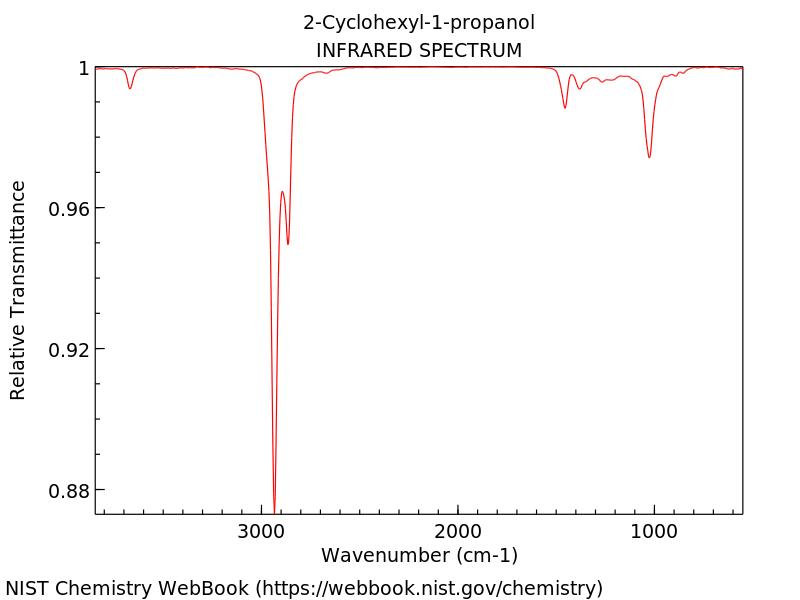 2-Cyclohexyl-1-propanol
INFRARED SPECTRUM
1
0.96
0.92
0.88
Relative Transmittance
3000 2000 1000
Wavenumber (cm-1)
NIST Chemistry WebBook (https://webbook.nist.gov/chemistry)